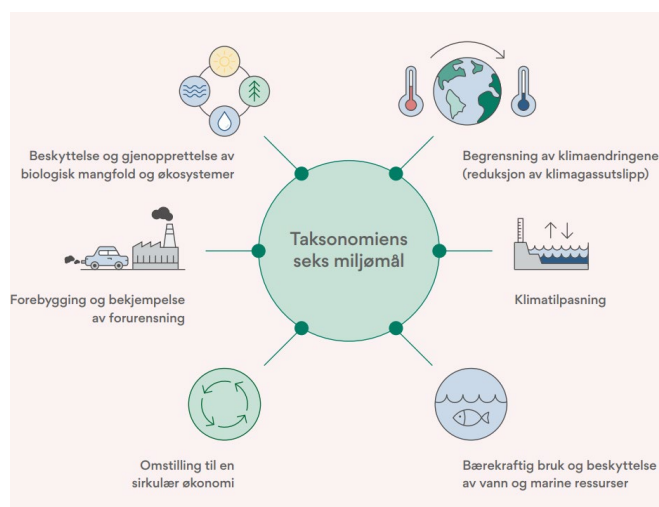 Taksonomiens
seks miljømål
Beskyttelse og gjenopprettelse av
biologisk mangfold og økosystemer
Begrensning av klimaendringene
(reduksjon av klimagassutslipp)
Forebygging og bekjempelse
av forurensning
Klimatilpasning
Omstilling til en
sirkulær økonomi
Bærekraftig bruk og beskyttelse
av vann og marine ressurser